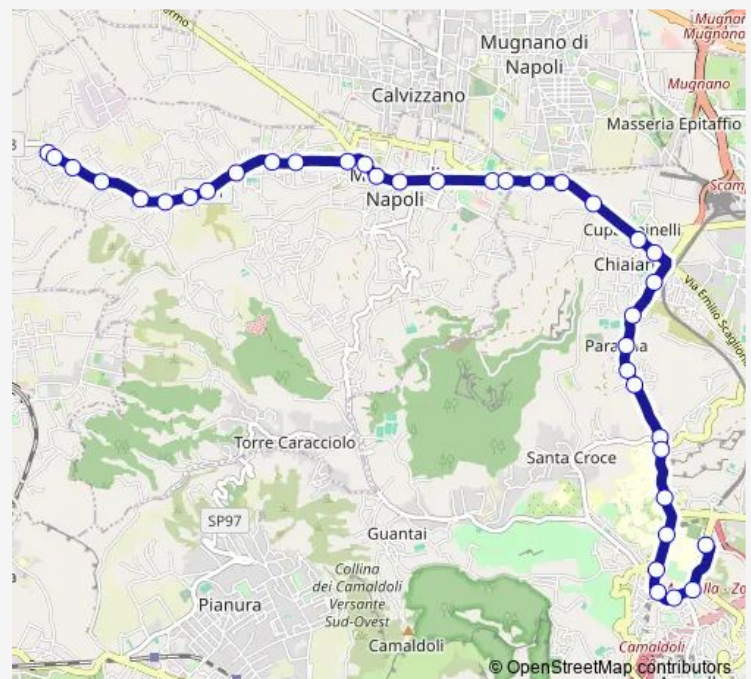 Mugnano
Mugnano di
Napoli
Calvizzano
Mugnano
Masseria Epitaffio
Napoli
Chiaiano
Via Emilio Scaglione
Torre Caracciolo
Santa Croce
SP97
Guantai
Collina
dei Camaldoli
Versante
Sud-Ovest
Pianura
Camaldoli
Camaldoli
© OpenStreetMap contributors